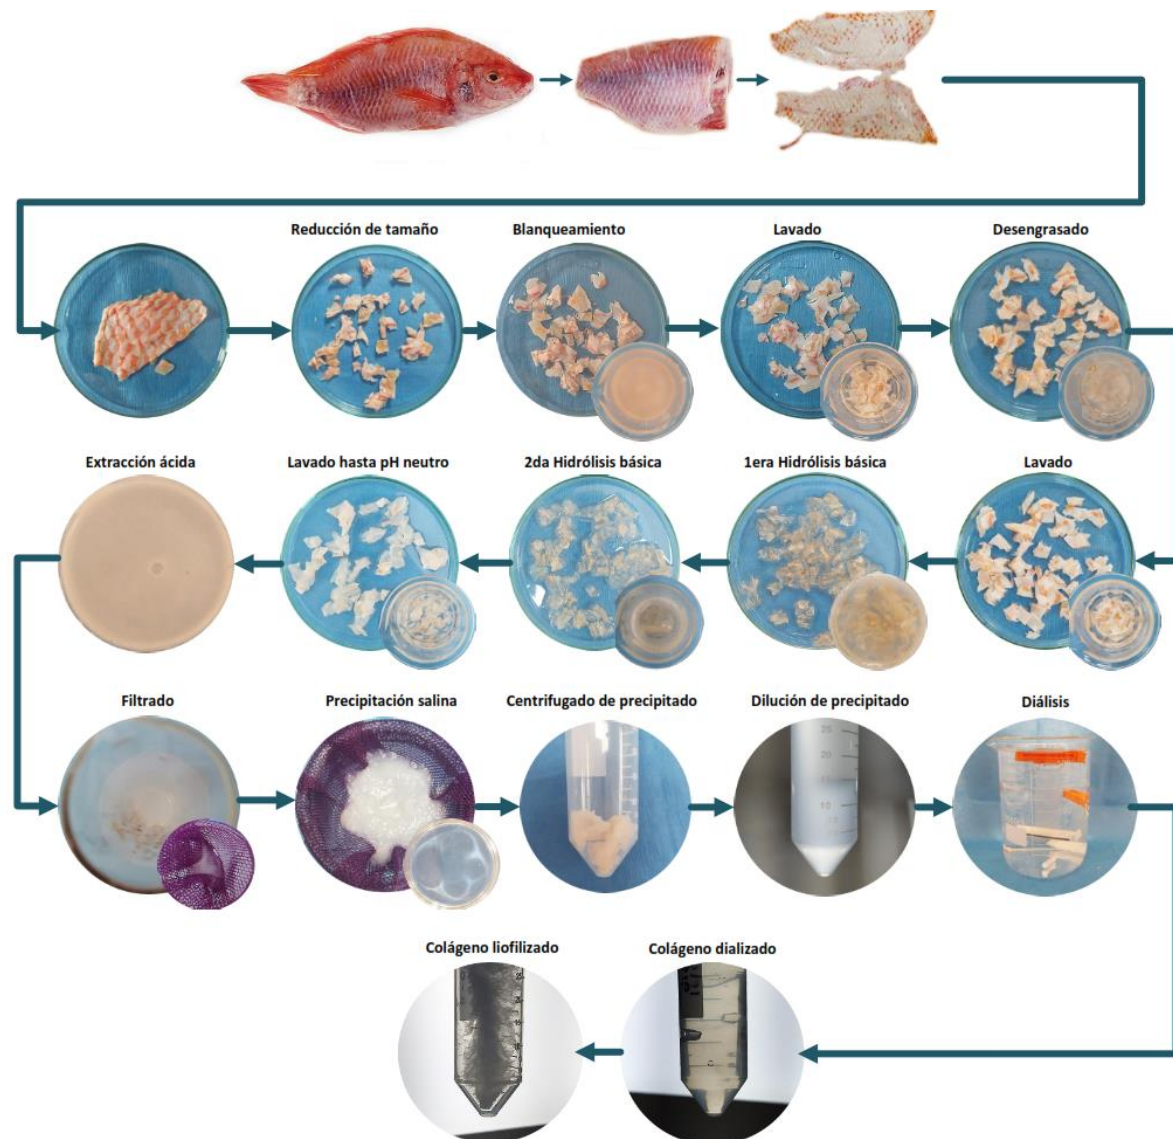 Reducción de tamaño
Blanqueamiento
Lavado
Desengrasado
Extracción ácida
Lavado hasta pH neutro
2da Hidrólisis básica
1era Hidrólisis básica
Lavado
Filtrado
Precipitación salina
Centrifugado de precipitado
Dilución de precipitado
Diálisis
Colágeno liofilizado
Colágeno dializado